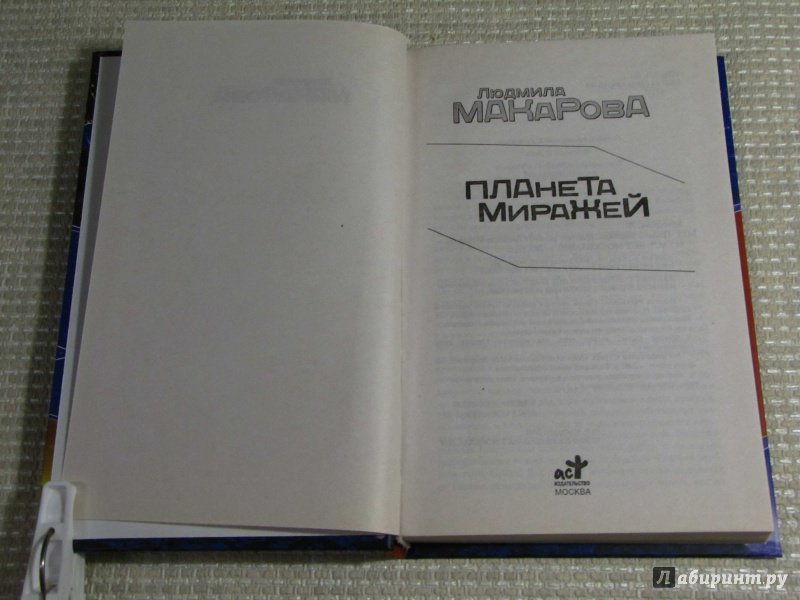 Людмила
Макарова
Планета
Миражей
аст
издательство
Москва
Лабиринт.ру